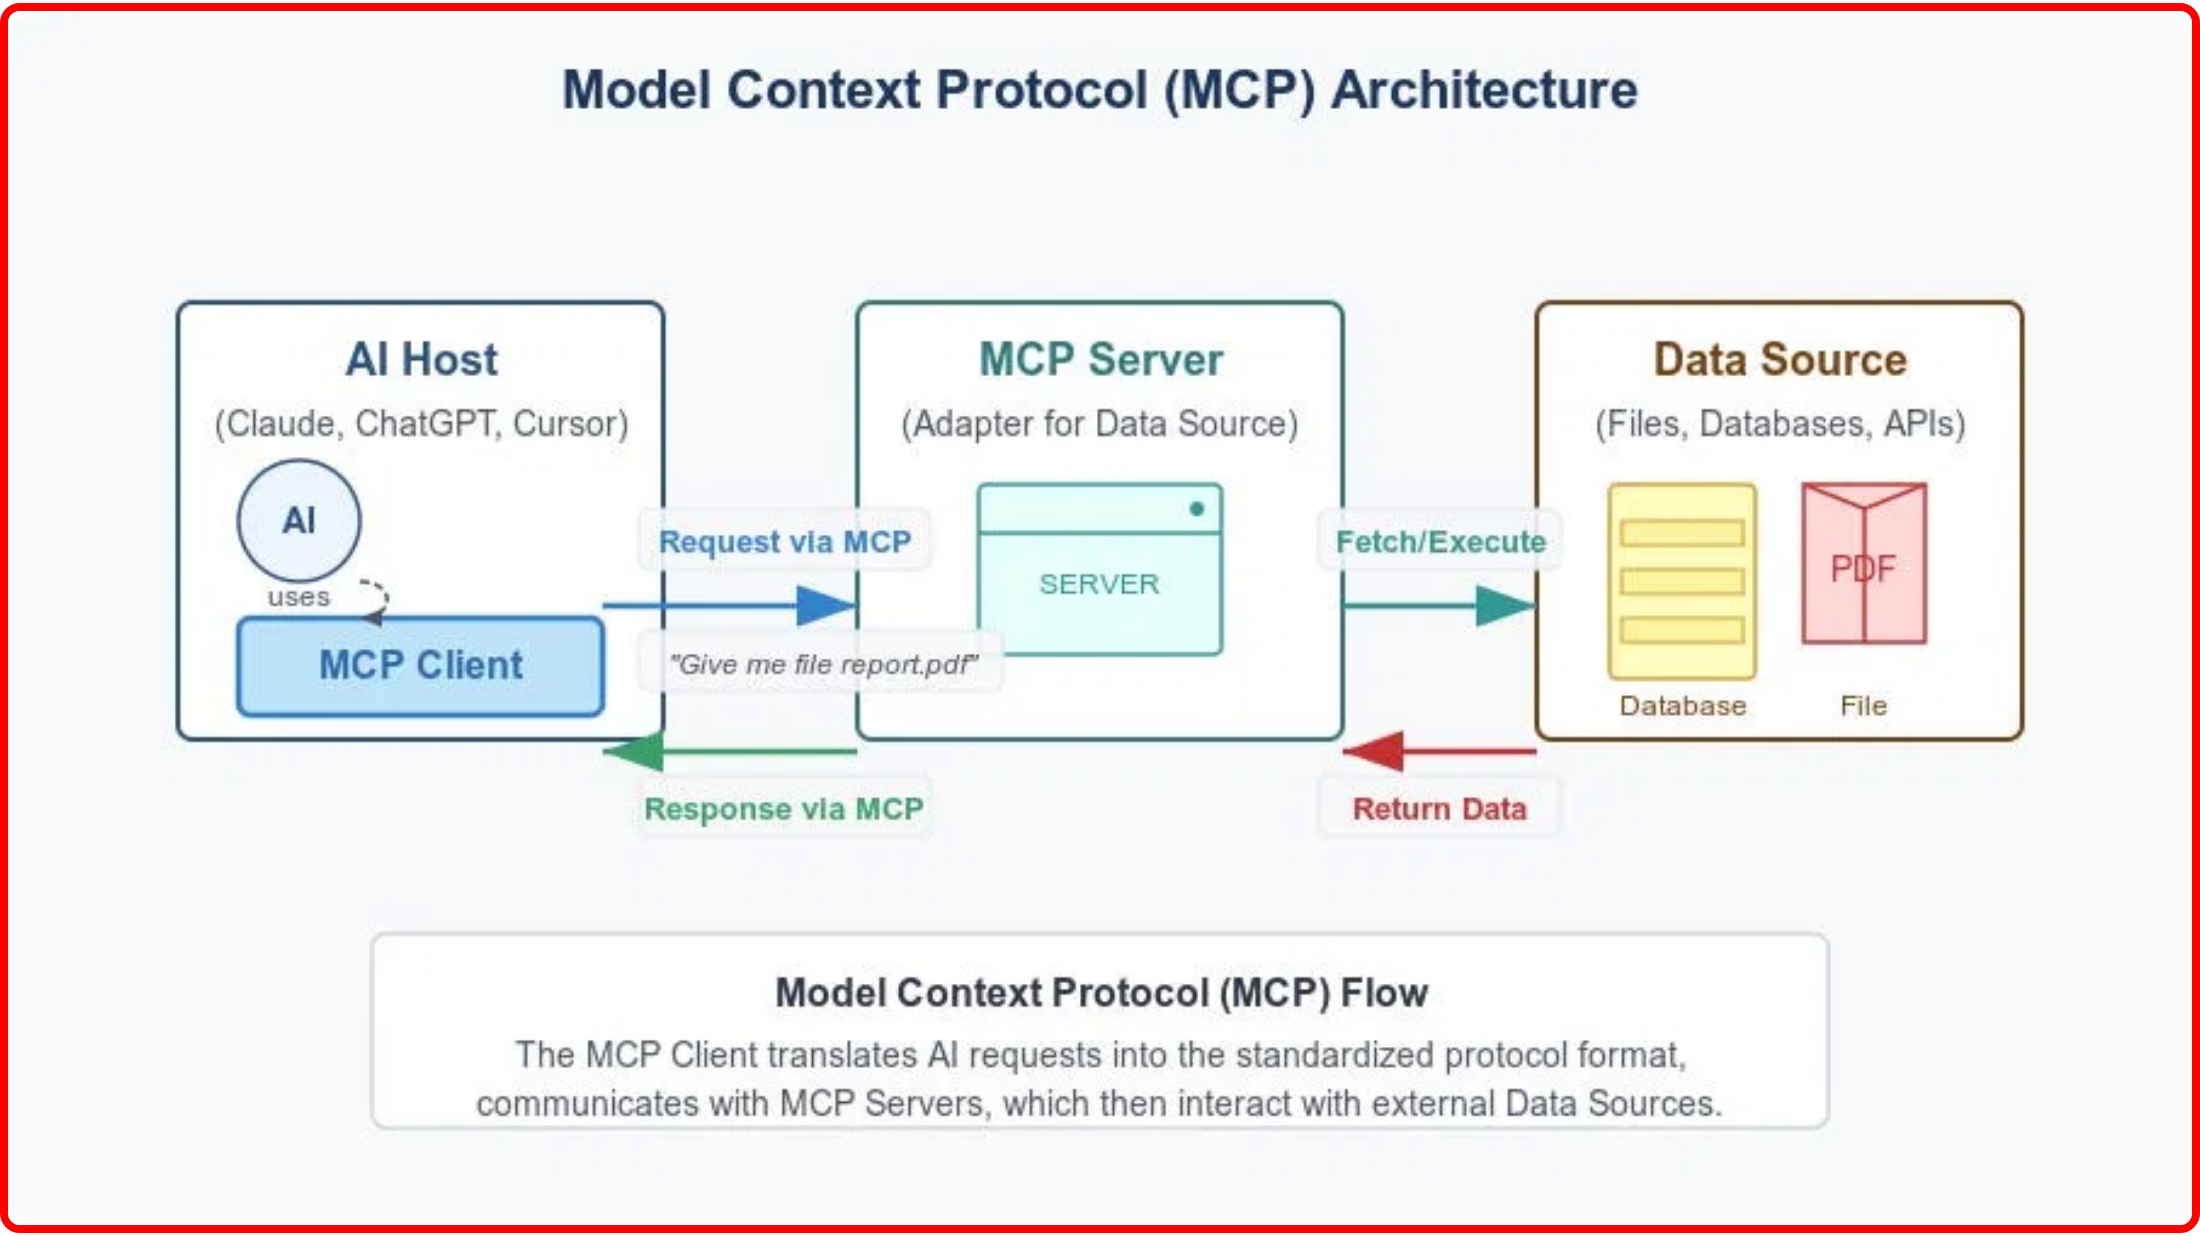 Model Context Protocol (MCP) Architecture
AI Host
(Claude, ChatGPT, Cursor)
AI
uses
MCP Client
Request via MCP
"Give me file report.pdf"
Response via MCP
MCP Server
(Adapter for Data Source)
SERVER
Fetch/Execute
Return Data
Data Source
(Files, Databases, APIs)
PDF
Database
File
Model Context Protocol (MCP) Flow
The MCP Client translates AI requests into the standardized protocol format,
communicates with MCP Servers, which then interact with external Data Sources.